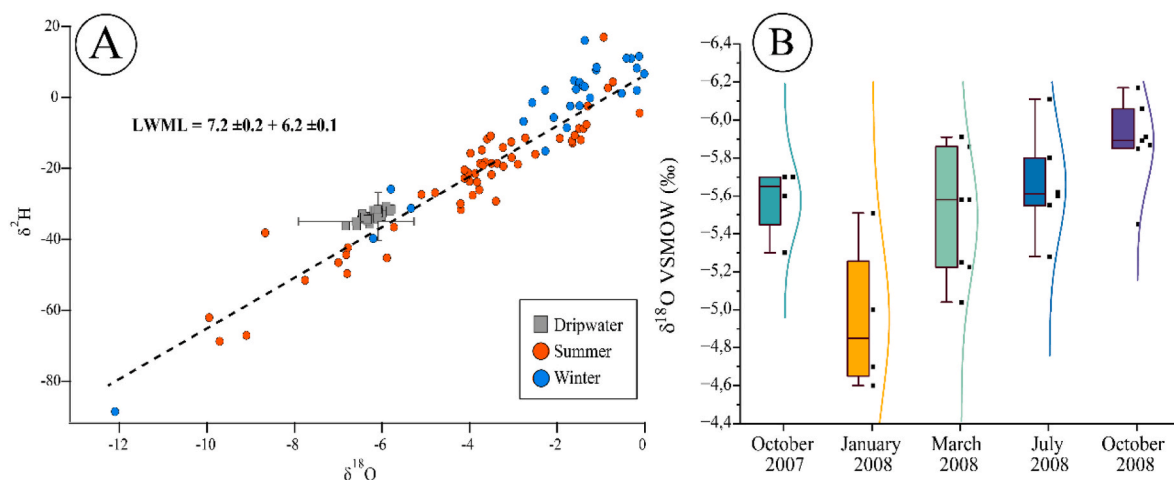 A
20
0
-20
-40
-60
-80
δ²H
LWML = 7.2 ±0.2 + 6.2 ±0.1
Dripwater
Summer
Winter
-12
-10
-8
-6
-4
-2
0
δ¹⁸O
B
−6,4
−6,2
−6,0
−5,8
−5,6
−5,4
−5,2
−5,0
−4,8
−4,6
−4,4
δ¹⁸O VSMOW (‰)
October
2007
January
2008
March
2008
July
2008
October
2008